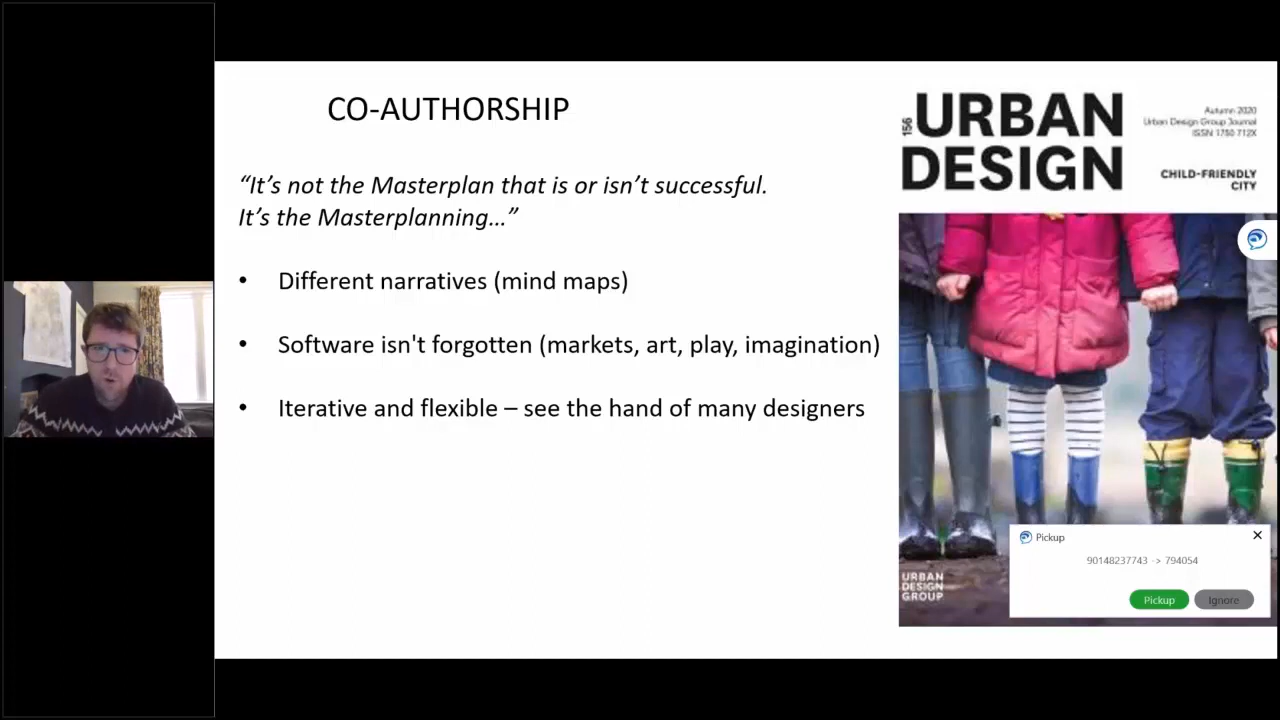 CO-AUTHORSHIP
“It’s not the Masterplan that is or isn’t successful.
It’s the Masterplanning...”
• Different narratives (mind maps)
• Software isn't forgotten (markets, art, play, imagination)
• Iterative and flexible – see the hand of many designers
156
URBAN
DESIGN
Autumn 2020
Urban Design Group Journal
ISSN 1750 712X
CHILD-FRIENDLY
CITY
URBAN
DESIGN
GROUP
Pickup
90148237743 -> 794054
Pickup
Ignore